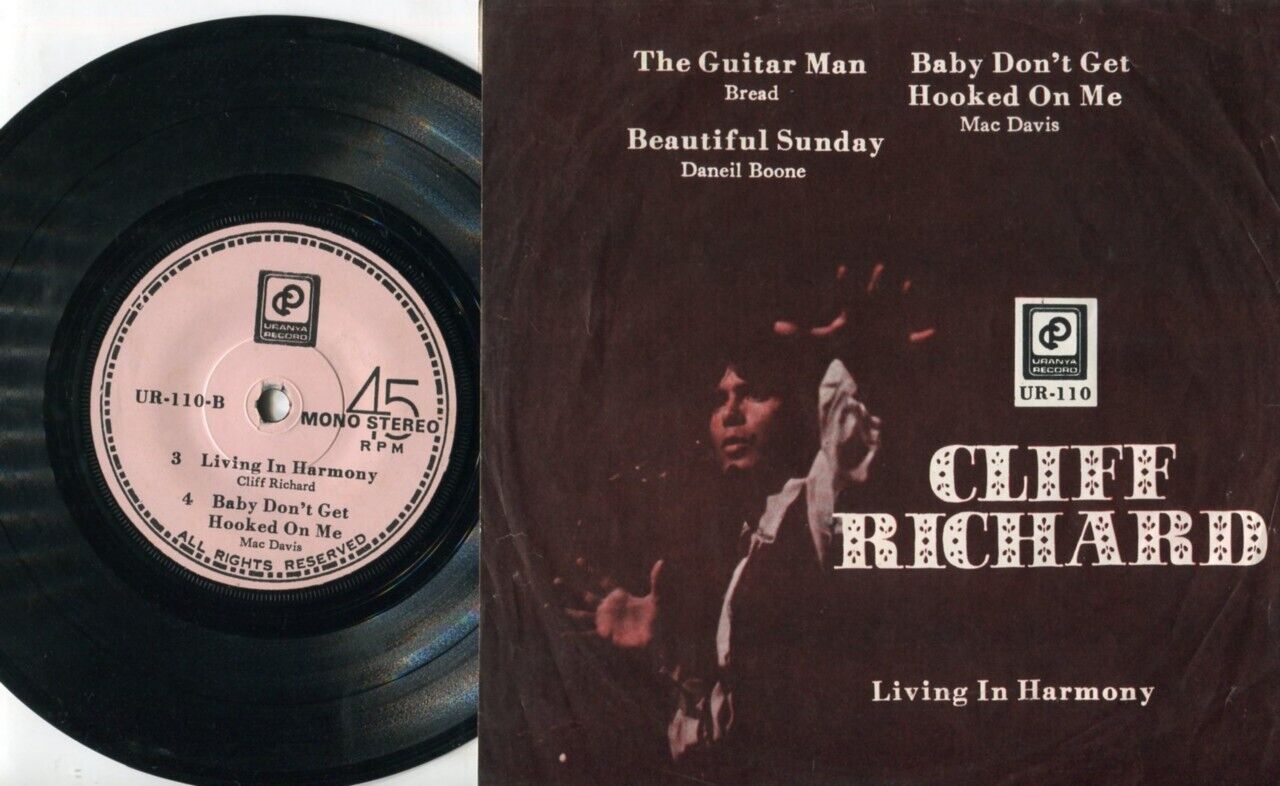 URANYA
RECORD
UR-110-B
45
MONO STEREO
RPM
3 Living In Harmony
Cliff Richard
4 Baby Don't Get
Hooked On Me
Mac Davis
ALL RIGHTS RESERVED
The Guitar Man
Bread
Beautiful Sunday
Daneil Boone
Baby Don't Get
Hooked On Me
Mac Davis
URANYA
RECORD
UR-110
CLIFF
RICHARD
Living In Harmony